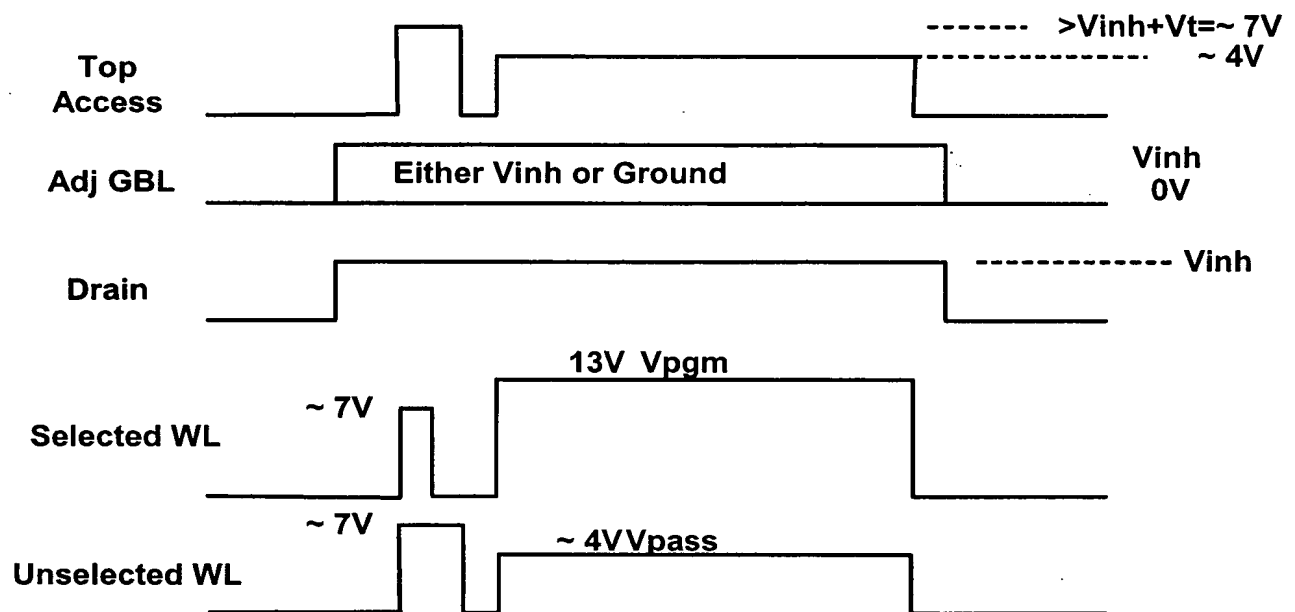 >Vinh+Vt=~ 7V
~ 4V
Top
Access
Adj GBL
Either Vinh or Ground
Vinh
0V
Drain
Vinh
13V Vpgm
~ 7V
Selected WL
~ 7V
~ 4V Vpass
Unselected WL